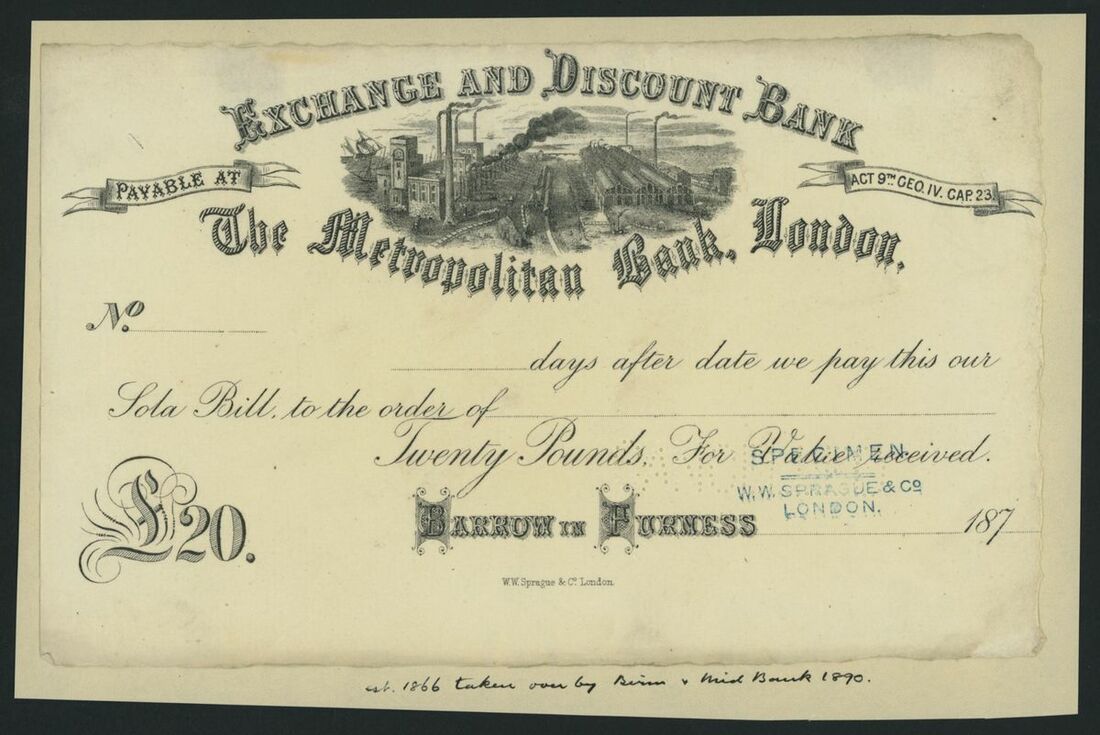 EXCHANGE AND DISCOUNT BANK
PAYABLE AT
ACT 9TH GEO. IV. CAP. 23.
The Metropolitan Bank, London.
No.
days after date we pay this our
Sola Bill, to the order of
Twenty Pounds. For Value received.
SPECIMEN.
W.W. SPRAGUE & Co
LONDON.
£20.
BARROW IN FURNESS
187
W.W. Sprague & Co. London.
est. 1866 taken over by Birm & Mid Bank 1890.